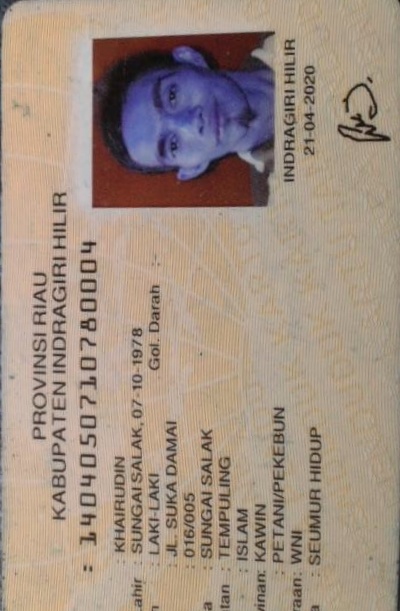 PROVINSI RIAU
KABUPATEN INDRAGIRI HILIR
: 1404050710780004
: KHAIRUDIN
ahir : SUNGAI SALAK, 07-10-1978
: LAKI-LAKI Gol. Darah :-
: JL. SUKA DAMAI
: 016/005
: SUNGAI SALAK
tan : TEMPULING
: ISLAM
inan: KAWIN
: PETANI/PEKEBUN
raan: WNI
: SEUMUR HIDUP
INDRAGIRI HILIR
21-04-2020